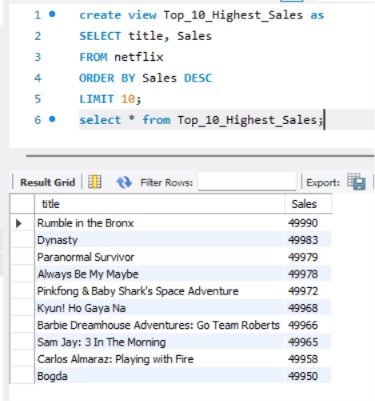 1 create view Top_10_Highest_Sales as
2 SELECT title, Sales
3 FROM netflix
4 ORDER BY Sales DESC
5 LIMIT 10;
6 select * from Top_10_Highest_Sales;
Result Grid Filter Rows: Export:
title Sales
Rumble in the Bronx 49990
Dynasty 49983
Paranormal Survivor 49979
Always Be My Maybe 49978
Pinkfong & Baby Shark's Space Adventure 49972
Kyun! Ho Gaya Na 49968
Barbie Dreamhouse Adventures: Go Team Roberts 49966
Sam Jay: 3 In The Morning 49965
Carlos Almaraz: Playing with Fire 49958
Bogda 49950